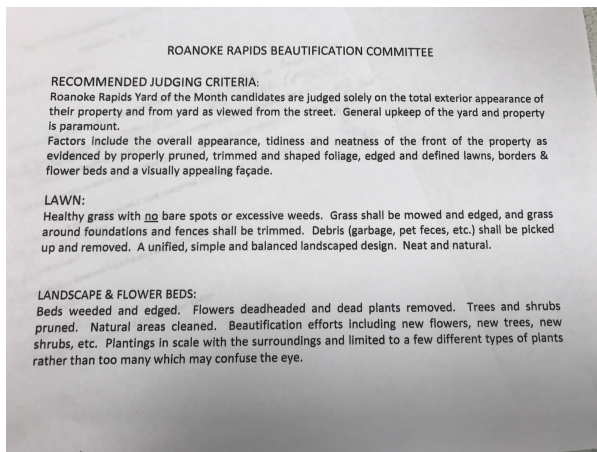 ROANOKE RAPIDS BEAUTIFICATION COMMITTEE
RECOMMENDED JUDGING CRITERIA:
Roanoke Rapids Yard of the Month candidates are judged solely on the total exterior appearance of
their property and from yard as viewed from the street. General upkeep of the yard and property
is paramount.
Factors include the overall appearance, tidiness and neatness of the front of the property as
evidenced by properly pruned, trimmed and shaped foliage, edged and defined lawns, borders &
flower beds and a visually appealing façade.
LAWN:
Healthy grass with no bare spots or excessive weeds. Grass shall be mowed and edged, and grass
around foundations and fences shall be trimmed. Debris (garbage, pet feces, etc.) shall be picked
up and removed. A unified, simple and balanced landscaped design. Neat and natural.
LANDSCAPE & FLOWER BEDS:
Beds weeded and edged. Flowers deadheaded and dead plants removed. Trees and shrubs
pruned. Natural areas cleaned. Beautification efforts including new flowers, new trees, new
shrubs, etc. Plantings in scale with the surroundings and limited to a few different types of plants
rather than too many which may confuse the eye.